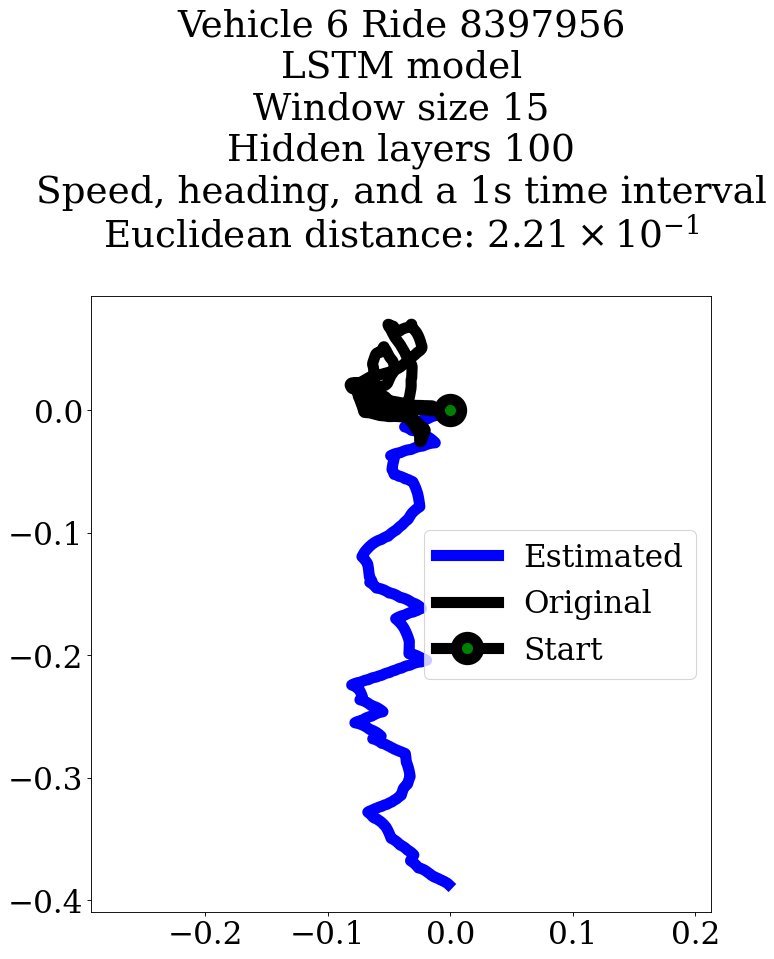 Vehicle 6 Ride 8397956
LSTM model
Window size 15
Hidden layers 100
Speed, heading, and a 1s time interval
Euclidean distance: 2.21 × 10⁻¹
0.0
−0.1
−0.2
−0.3
−0.4
Estimated
Original
Start
−0.2 −0.1 0.0 0.1 0.2